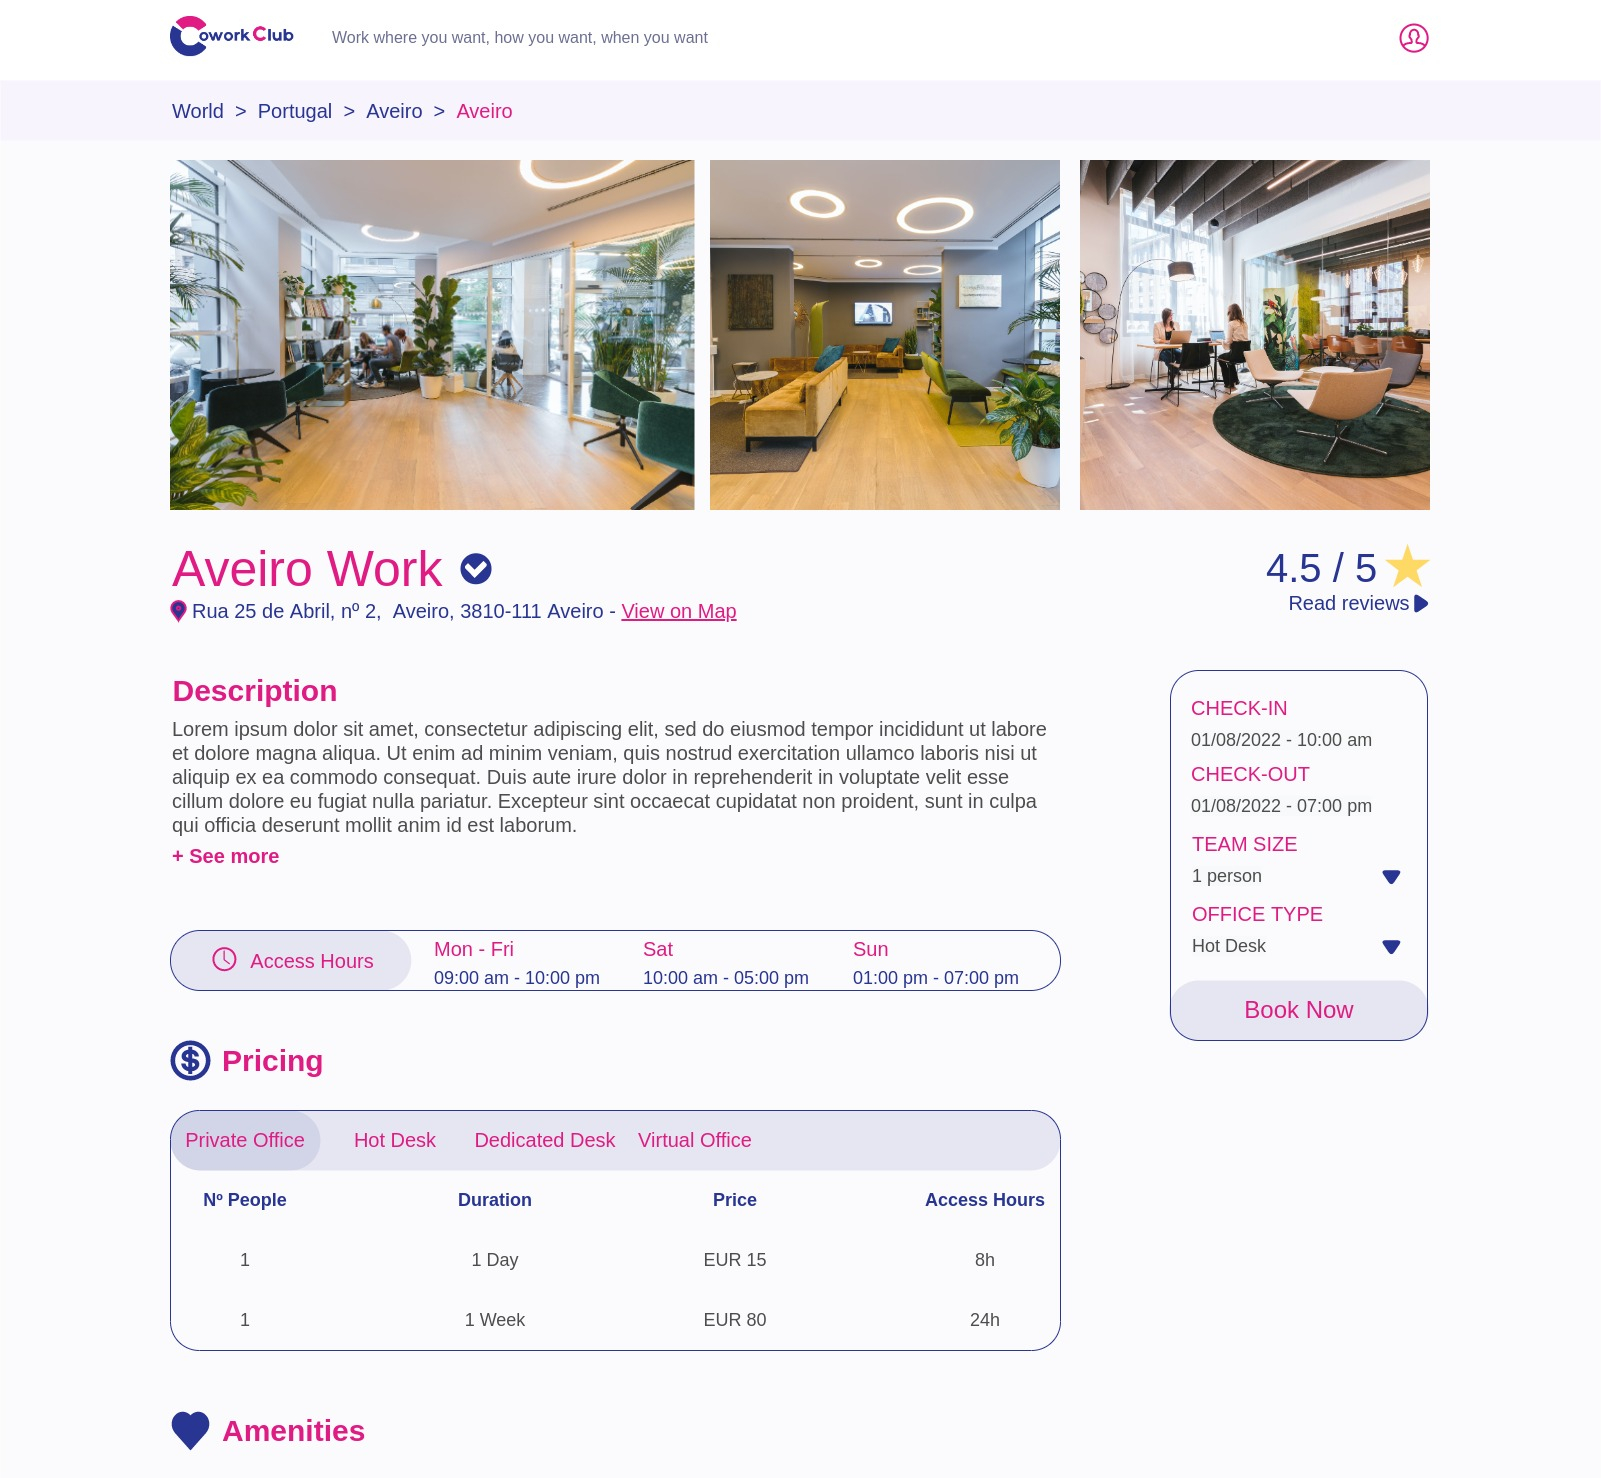 Cowork Club
Work where you want, how you want, when you want
World > Portugal > Aveiro > Aveiro
Aveiro Work
4.5 / 5
Rua 25 de Abril, nº 2,  Aveiro, 3810-111 Aveiro - View on Map
Read reviews
Description
Lorem ipsum dolor sit amet, consectetur adipiscing elit, sed do eiusmod tempor incididunt ut labore
et dolore magna aliqua. Ut enim ad minim veniam, quis nostrud exercitation ullamco laboris nisi ut
aliquip ex ea commodo consequat. Duis aute irure dolor in reprehenderit in voluptate velit esse
cillum dolore eu fugiat nulla pariatur. Excepteur sint occaecat cupidatat non proident, sunt in culpa
qui officia deserunt mollit anim id est laborum.
+ See more
CHECK-IN
01/08/2022 - 10:00 am
CHECK-OUT
01/08/2022 - 07:00 pm
TEAM SIZE
1 person
OFFICE TYPE
Hot Desk
Book Now
Access Hours
Mon - Fri
09:00 am - 10:00 pm
Sat
10:00 am - 05:00 pm
Sun
01:00 pm - 07:00 pm
$ Pricing
Private Office Hot Desk Dedicated Desk Virtual Office
Nº People Duration Price Access Hours
1 1 Day EUR 15 8h
1 1 Week EUR 80 24h
Amenities